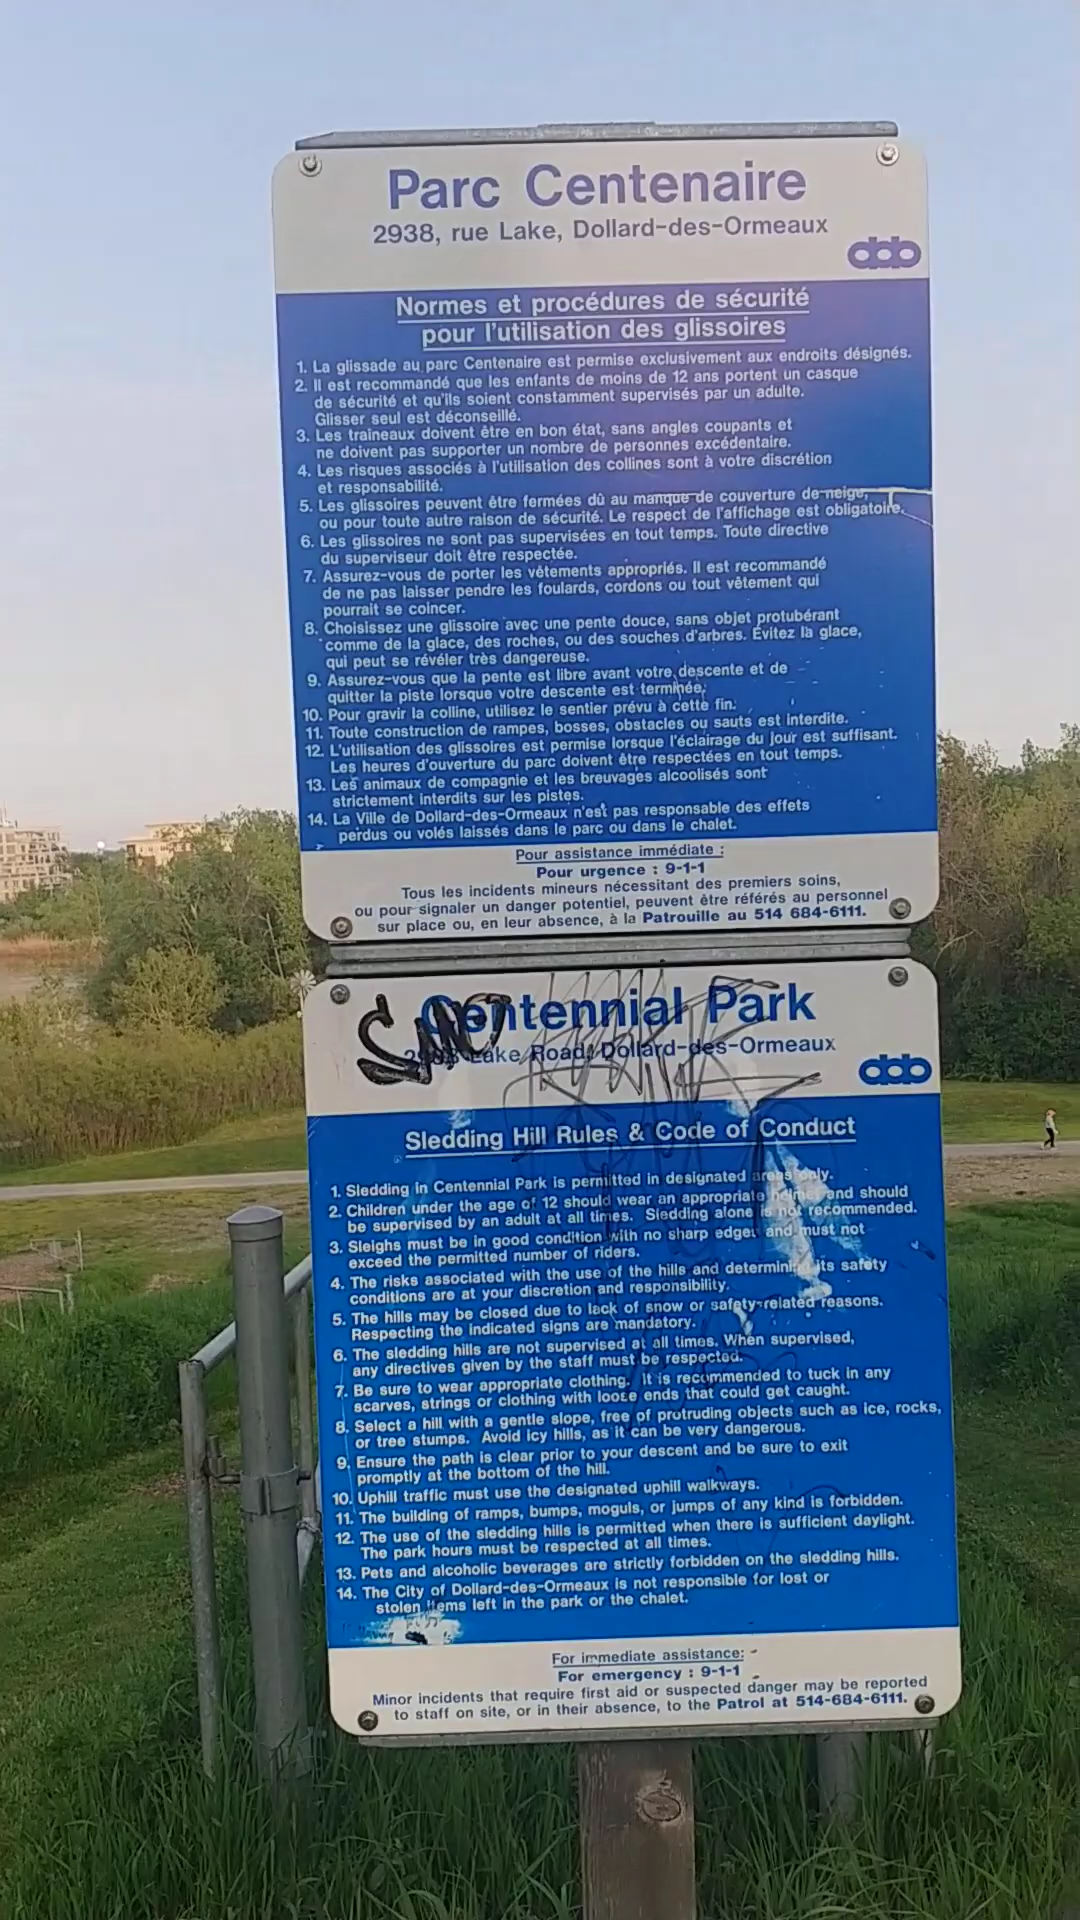 Parc Centenaire
2938, rue Lake, Dollard-des-Ormeaux
ddo
Normes et procédures de sécurité
pour l'utilisation des glissoires
1. La glissade au parc Centenaire est permise exclusivement aux endroits désignés.
2. Il est recommandé que les enfants de moins de 12 ans portent un casque
de sécurité et qu'ils soient constamment supervisés par un adulte.
Glisser seul est déconseillé.
3. Les traîneaux doivent être en bon état, sans angles coupants et
ne doivent pas supporter un nombre de personnes excédentaire.
4. Les risques associés à l'utilisation des collines sont à votre discrétion
et responsabilité.
5. Les glissoires peuvent être fermées dû au manque de couverture de neige,
ou pour toute autre raison de sécurité. Le respect de l'affichage est obligatoire.
6. Les glissoires ne sont pas supervisées en tout temps. Toute directive
du superviseur doit être respectée.
7. Assurez-vous de porter les vêtements appropriés. Il est recommandé
de ne pas laisser pendre les foulards, cordons ou tout vêtement qui
pourrait se coincer.
8. Choisissez une glissoire avec une pente douce, sans objet protubérant
comme de la glace, des roches, ou des souches d'arbres. Évitez la glace,
qui peut se révéler très dangereuse.
9. Assurez-vous que la pente est libre avant votre descente et de
quitter la piste lorsque votre descente est terminée.
10. Pour gravir la colline, utilisez le sentier prévu à cette fin.
11. Toute construction de rampes, bosses, obstacles ou sauts est interdite.
12. L'utilisation des glissoires est permise lorsque l'éclairage du jour est suffisant.
Les heures d'ouverture du parc doivent être respectées en tout temps.
13. Les animaux de compagnie et les breuvages alcoolisés sont
strictement interdits sur les pistes.
14. La Ville de Dollard-des-Ormeaux n'est pas responsable des effets
perdus ou volés laissés dans le parc ou dans le chalet.
Pour assistance immédiate :
Pour urgence : 9-1-1
Tous les incidents mineurs nécessitant des premiers soins,
ou pour signaler un danger potentiel, peuvent être référés au personnel
sur place ou, en leur absence, à la Patrouille au 514 684-6111.
Centennial Park
Lake Road, Dollard-des-Ormeaux
ddo
Sledding Hill Rules & Code of Conduct
1. Sledding in Centennial Park is permitted in designated areas only.
2. Children under the age of 12 should wear an appropriate helmet and should
be supervised by an adult at all times. Sledding alone is not recommended.
3. Sleighs must be in good condition with no sharp edges and must not
exceed the permitted number of riders.
4. The risks associated with the use of the hills and determining its safety
conditions are at your discretion and responsibility.
5. The hills may be closed due to lack of snow or safety-related reasons.
Respecting the indicated signs are mandatory.
6. The sledding hills are not supervised at all times. When supervised,
any directives given by the staff must be respected.
7. Be sure to wear appropriate clothing. It is recommended to tuck in any
scarves, strings or clothing with loose ends that could get caught.
8. Select a hill with a gentle slope, free of protruding objects such as ice, rocks,
or tree stumps. Avoid icy hills, as it can be very dangerous.
9. Ensure the path is clear prior to your descent and be sure to exit
promptly at the bottom of the hill.
10. Uphill traffic must use the designated uphill walkways.
11. The building of ramps, bumps, moguls, or jumps of any kind is forbidden.
12. The use of the sledding hills is permitted when there is sufficient daylight.
The park hours must be respected at all times.
13. Pets and alcoholic beverages are strictly forbidden on the sledding hills.
14. The City of Dollard-des-Ormeaux is not responsible for lost or
stolen items left in the park or the chalet.
For immediate assistance:
For emergency : 9-1-1
Minor incidents that require first aid or suspected danger may be reported
to staff on site, or in their absence, to the Patrol at 514-684-6111.